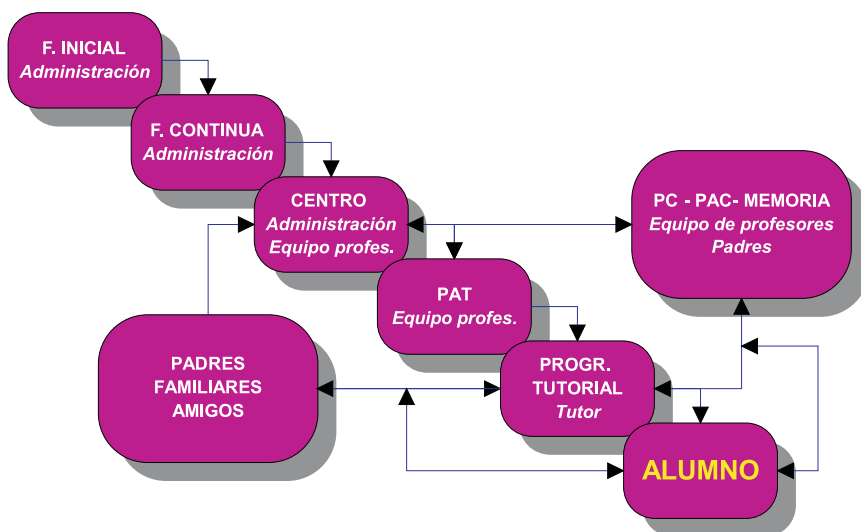 F. INICIAL
Administración
F. CONTINUA
Administración
CENTRO
Administración
Equipo profes.
PC - PAC- MEMORIA
Equipo de profesores
Padres
PAT
Equipo profes.
PADRES
FAMILIARES
AMIGOS
PROGR.
TUTORIAL
Tutor
ALUMNO